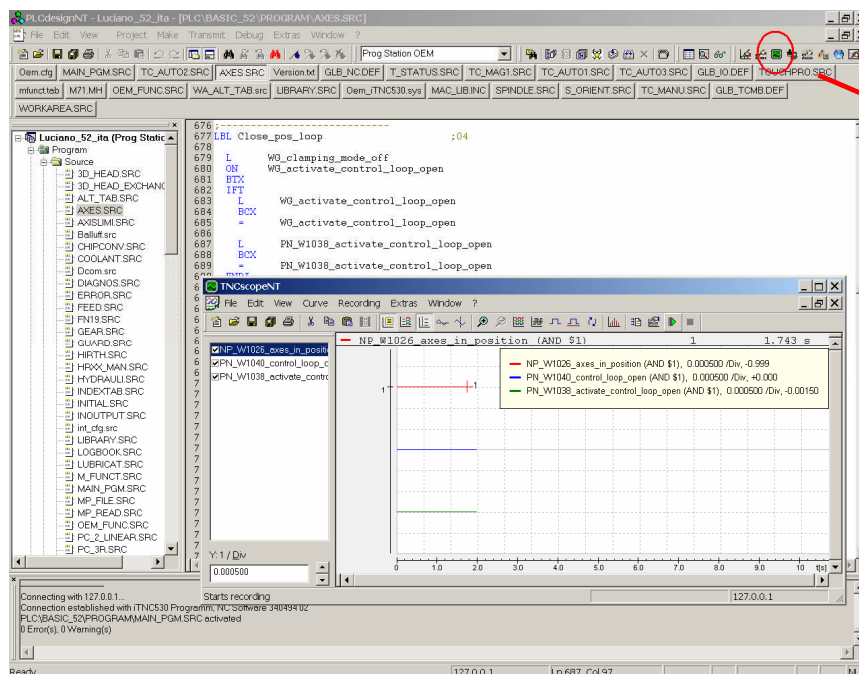 PLCdesignNT - Luciano_52_ita - [PLC\BASIC_52\PROGRAM\AXES.SRC]
File Edit View Project Make Transmit Debug Extras Window ?
Prog Station OEM
Oem.cfg MAIN_PGM.SRC TC_AUTO2.SRC AXES.SRC Version.txt GLB_NC.DEF T_STATUS.SRC TC_MAG1.SRC TC_AUTO1.SRC TC_AUTO3.SRC GLB_IO.DEF TOUCHPRO.SRC
mfunct.tab M71.MH OEM_FUNC.SRC WA_ALT_TAB.src LIBRARY.SRC Oem_iTNC530.sys MAC_LIB.INC SPINDLE.SRC S_ORIENT.SRC TC_MANU.SRC GLB_TCMB.DEF
WORKAREA.SRC
Luciano_52_ita (Prog Static
Program
Source
3D_HEAD.SRC
3D_HEAD_EXCHANC
ALT_TAB.SRC
AXES.SRC
AXISLIMI.SRC
Balluff.src
CHIPCONV.SRC
COOLANT.SRC
Dcom.src
DIAGNOS.SRC
ERROR.SRC
FEED.SRC
FN19.SRC
GEAR.SRC
GUARD.SRC
HIRTH.SRC
HRXX_MAN.SRC
HYDRAULI.SRC
INDEXTAB.SRC
INITIAL.SRC
INOUTPUT.SRC
int_cfg.src
LIBRARY.SRC
LOGBOOK.SRC
LUBRICAT.SRC
M_FUNCT.SRC
MAIN_PGM.SRC
MP_FILE.SRC
MP_READ.SRC
OEM_FUNC.SRC
PC_2_LINEAR.SRC
PC_3R.SRC
676 ;----------------------------
677 LBL Close_pos_loop ;04
678
679 L WG_clamping_mode_off
680 ON WG_activate_control_loop_open
681 BTX
682 IFT
683 L WG_activate_control_loop_open
684 BCX
685 = WG_activate_control_loop_open
686
687 L PN_W1038_activate_control_loop_open
688 BCX
689 = PN_W1038_activate_control_loop_open
TNCscopeNT
File Edit View Curve Recording Extras Window ?
NP_W1026_axes_in_positi
PN_W1040_control_loop_c
PN_W1038_activate_contr
NP_W1026_axes_in_position (AND $1) 1 1.743 s
NP_W1026_axes_in_position (AND $1), 0.000500 /Div, -0.999
PN_W1040_control_loop_open (AND $1), 0.000500 /Div, +0.000
PN_W1038_activate_control_loop_open (AND $1), 0.000500 /Div, -0.00150
1 1
0 1.0 2.0 3.0 4.0 5.0 6.0 7.0 8.0 9.0 10 t[s]
Y: 1 / Div
0.000500
Starts recording 127.0.0.1
Connecting with 127.0.0.1...
Connection established with iTNC530 Programm, NC Software 340494 02
PLC\BASIC_52\PROGRAM\MAIN_PGM.SRC activated
0 Error(s), 0 Warning(s)
Ready 127.0.0.1 Ln 687, Col 97